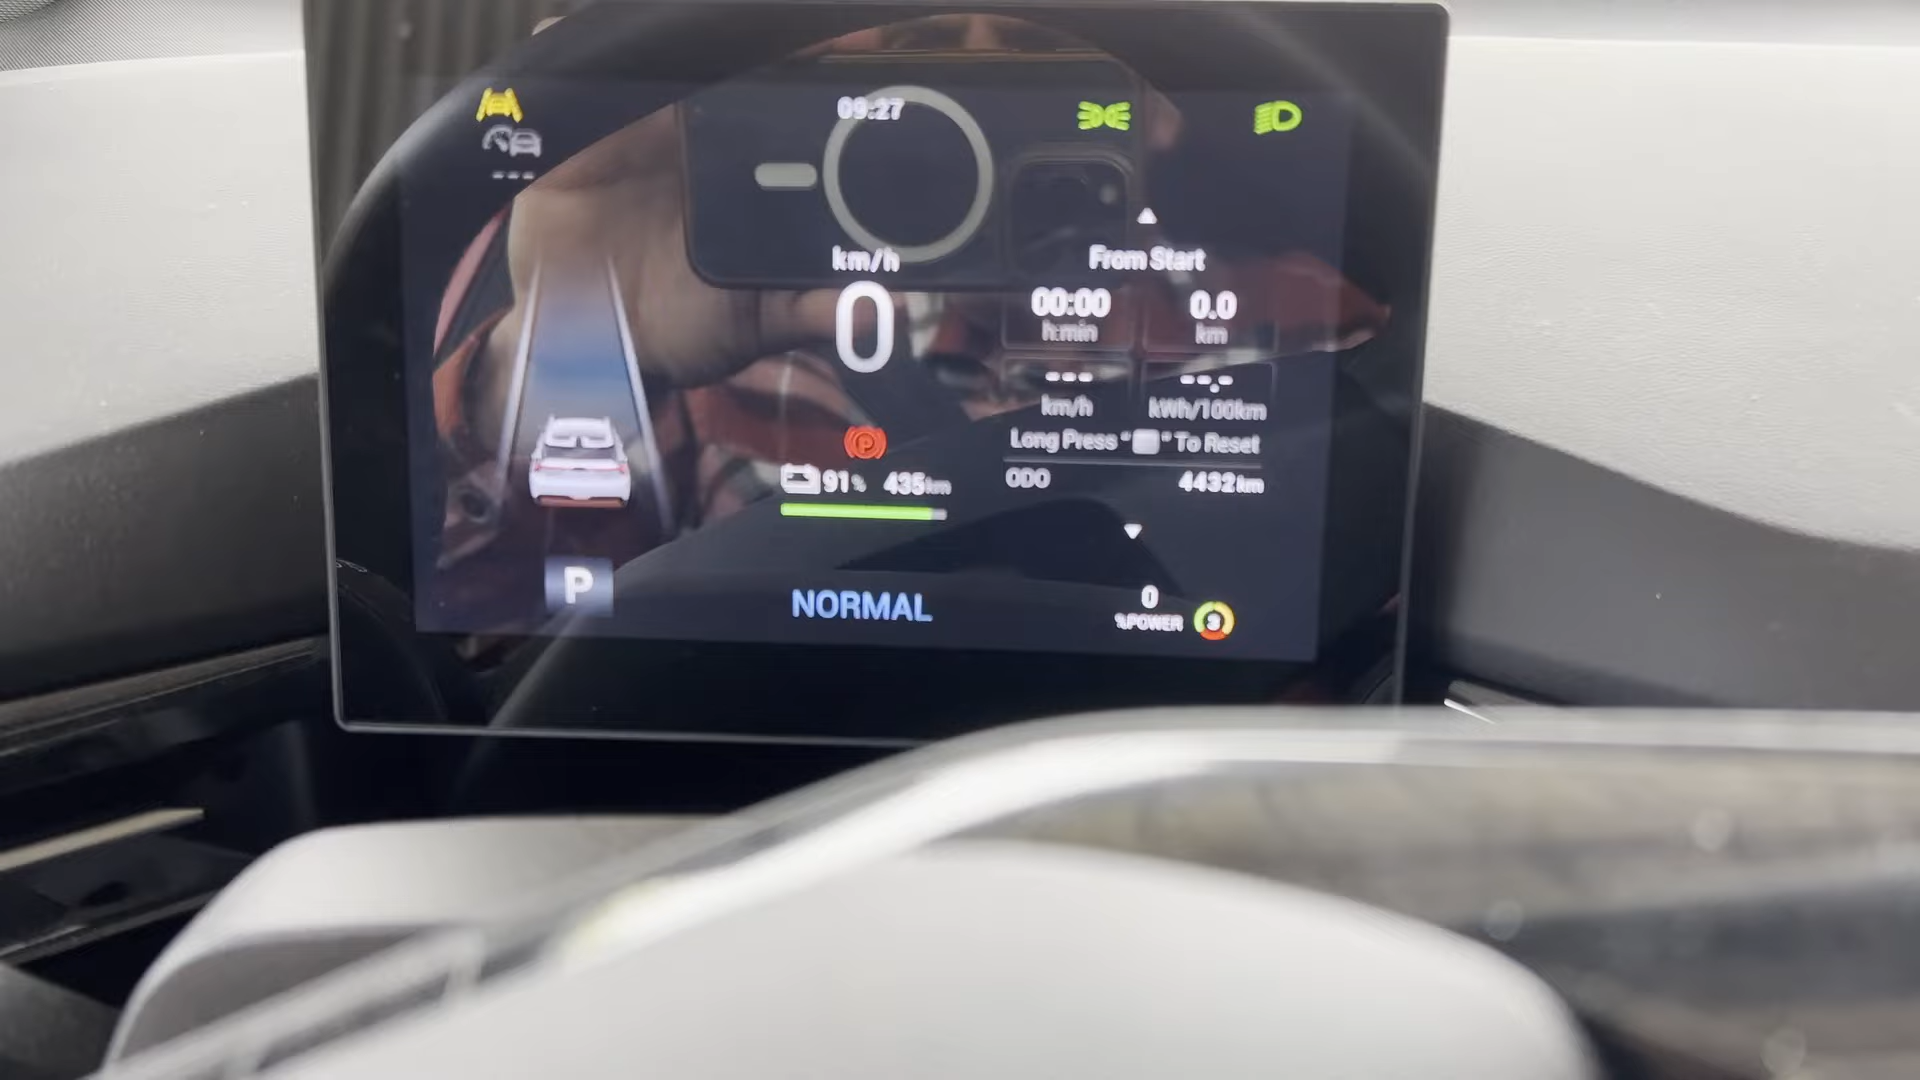 09:27
---
km/h
0
From Start
00:00 0.0
h:min km
--- --.-
km/h kWh/100km
Long Press " " To Reset
ODO 4432km
91% 435km
P
NORMAL
0
%POWER
3